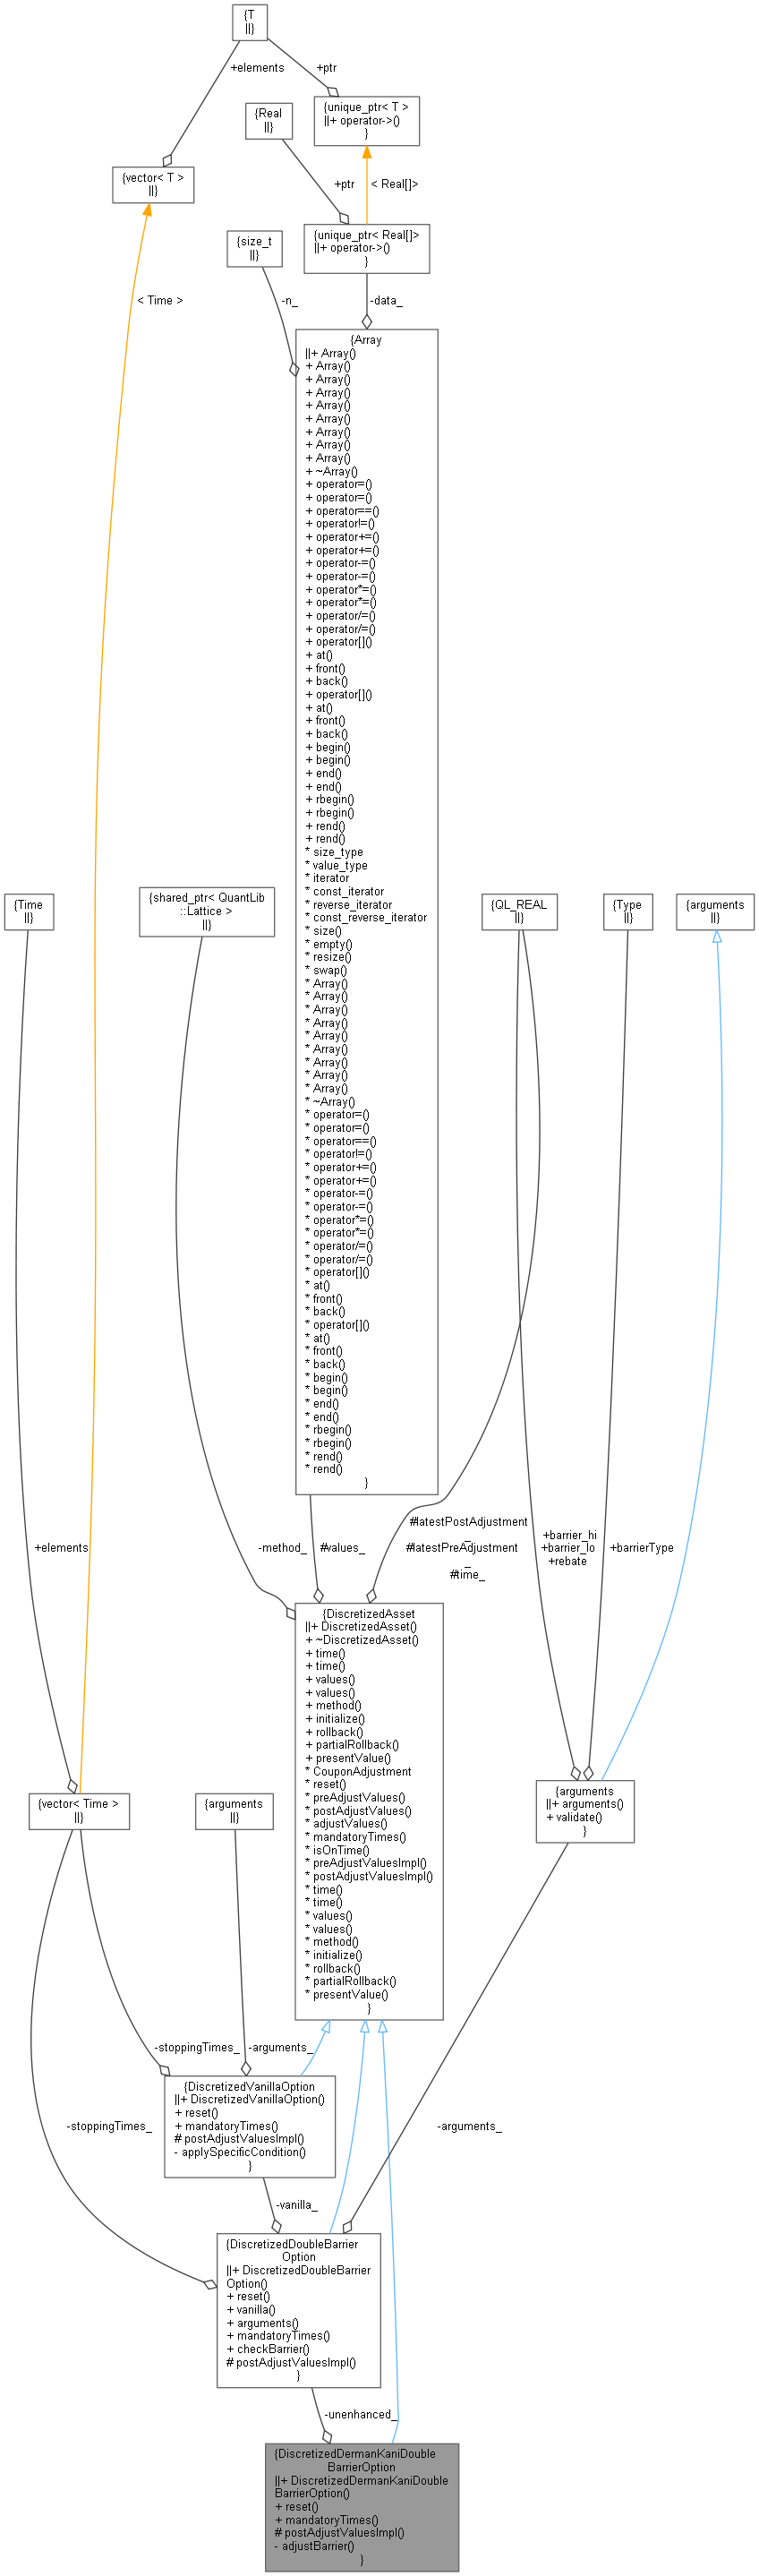 {T
||}
+elements
+ptr
{unique_ptr< T >
||+ operator->()
}
{Real
||}
{vector< T >
||}
+ptr
< Real[]>
{unique_ptr< Real[]>
||+ operator->()
}
{size_t
||}
< Time >
-n_
-data_
{Array
||+ Array()
+ Array()
+ Array()
+ Array()
+ Array()
+ Array()
+ Array()
+ Array()
+ Array()
+ ~Array()
+ operator=()
+ operator=()
+ operator==()
+ operator!=()
+ operator+=()
+ operator+=()
+ operator-=()
+ operator-=()
+ operator*=()
+ operator*=()
+ operator/=()
+ operator/=()
+ operator[]()
+ at()
+ front()
+ back()
+ operator[]()
+ at()
+ front()
+ back()
+ begin()
+ begin()
+ end()
+ end()
+ rbegin()
+ rbegin()
+ rend()
+ rend()
* size_type
* value_type
* iterator
* const_iterator
* reverse_iterator
* const_reverse_iterator
* size()
* empty()
* resize()
* swap()
* Array()
* Array()
* Array()
* Array()
* Array()
* Array()
* Array()
* Array()
* Array()
* ~Array()
* operator=()
* operator=()
* operator==()
* operator!=()
* operator+=()
* operator+=()
* operator-=()
* operator-=()
* operator*=()
* operator*=()
* operator/=()
* operator/=()
* operator[]()
* at()
* front()
* back()
* operator[]()
* at()
* front()
* back()
* begin()
* begin()
* end()
* end()
* rbegin()
* rbegin()
* rend()
* rend()
}
{Time
||}
{shared_ptr< QuantLib
::Lattice >
||}
{QL_REAL
||}
{Type
||}
{arguments
||}
+elements
-method_
#values_
#latestPostAdjustment
_
#latestPreAdjustment
_
#time_
+barrier_hi
+barrier_lo
+rebate
+barrierType
{DiscretizedAsset
||+ DiscretizedAsset()
+ ~DiscretizedAsset()
+ time()
+ time()
+ values()
+ values()
+ method()
+ initialize()
+ rollback()
+ partialRollback()
+ presentValue()
* CouponAdjustment
* reset()
* preAdjustValues()
* postAdjustValues()
* adjustValues()
* mandatoryTimes()
* isOnTime()
* preAdjustValuesImpl()
* postAdjustValuesImpl()
* time()
* time()
* values()
* values()
* method()
* initialize()
* rollback()
* partialRollback()
* presentValue()
}
{vector< Time >
||}
{arguments
||}
{arguments
||+ arguments()
+ validate()
}
-stoppingTimes_
-arguments_
{DiscretizedVanillaOption
||+ DiscretizedVanillaOption()
+ reset()
+ mandatoryTimes()
# postAdjustValuesImpl()
- applySpecificCondition()
}
-stoppingTimes_
-arguments_
-vanilla_
{DiscretizedDoubleBarrier
Option
||+ DiscretizedDoubleBarrier
Option()
+ reset()
+ vanilla()
+ arguments()
+ mandatoryTimes()
+ checkBarrier()
# postAdjustValuesImpl()
}
-unenhanced_
{DiscretizedDermanKaniDouble
BarrierOption
||+ DiscretizedDermanKaniDouble
BarrierOption()
+ reset()
+ mandatoryTimes()
# postAdjustValuesImpl()
- adjustBarrier()
}